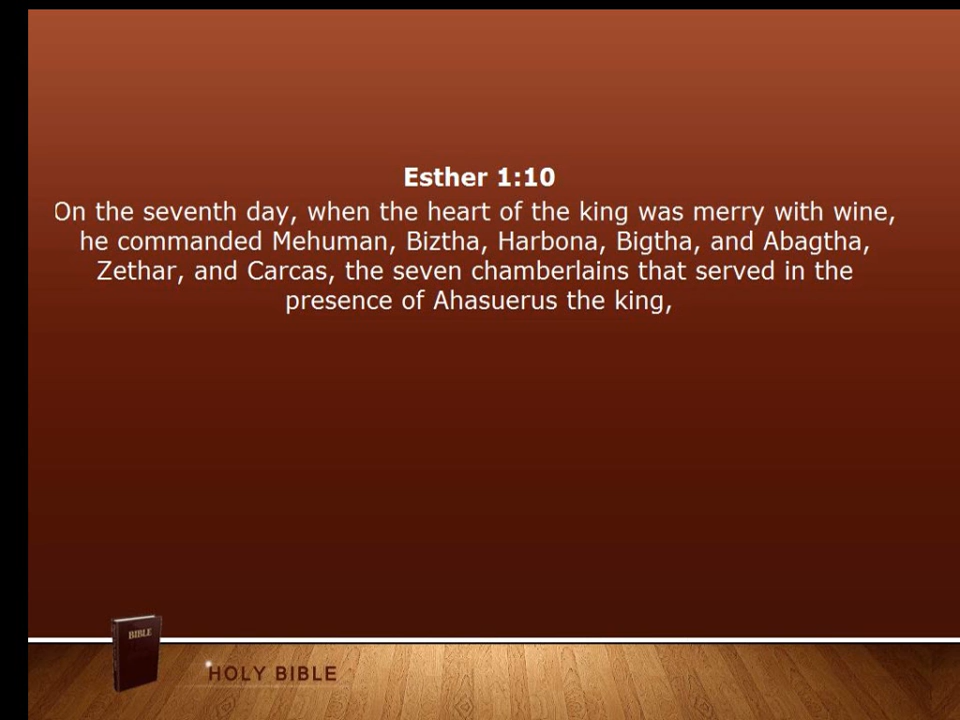 Esther 1:10
On the seventh day, when the heart of the king was merry with wine,
he commanded Mehuman, Biztha, Harbona, Bigtha, and Abagtha,
Zethar, and Carcas, the seven chamberlains that served in the
presence of Ahasuerus the king,
BIBLE
HOLY BIBLE